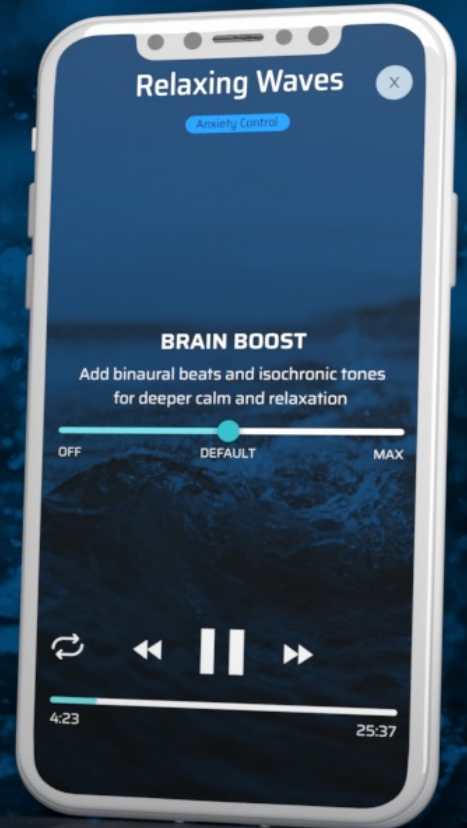 Relaxing Waves
X
Anxiety Control
BRAIN BOOST
Add binaural beats and isochronic tones
for deeper calm and relaxation
OFF DEFAULT MAX
4:23 25:37